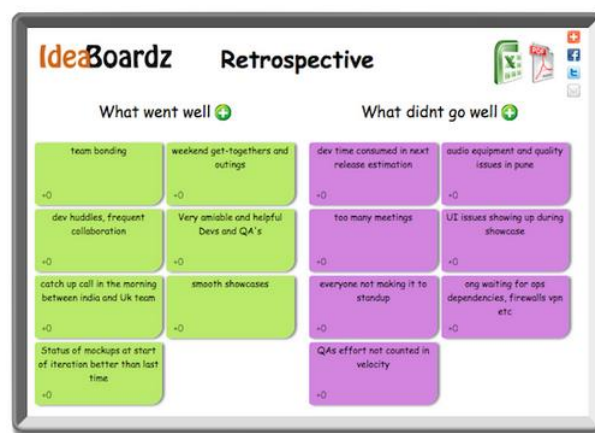 IdeaBoardz
Retrospective
What went well
What didnt go well
team bonding
+0
weekend get-togethers and
outings
+0
dev time consumed in next
release estimation
+0
audio equipment and quality
issues in pune
+0
dev huddles, frequent
collaboration
+0
Very amiable and helpful
Devs and QA's
+0
too many meetings
+0
UI issues showing up during
showcase
+0
catch up call in the morning
between india and Uk team
+0
smooth showcases
+0
everyone not making it to
standup
+0
ong waiting for ops
dependencies, firewalls vpn
etc
+0
Status of mockups at start
of iteration better than last
time
+0
QAs effort not counted in
velocity
+0